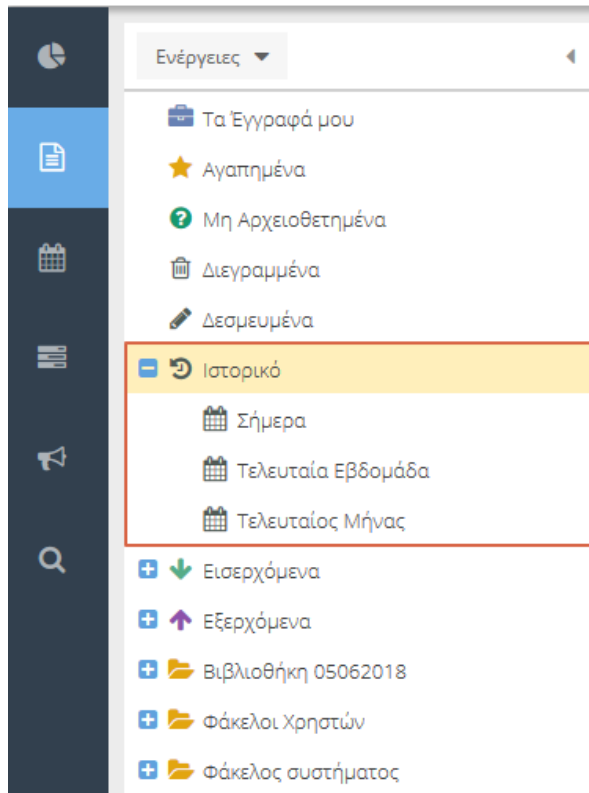 Ενέργειες
Τα Έγγραφά μου
Αγαπημένα
Μη Αρχειοθετημένα
Διεγραμμένα
Δεσμευμένα
Ιστορικό
Σήμερα
Τελευταία Εβδομάδα
Τελευταίος Μήνας
Εισερχόμενα
Εξερχόμενα
Βιβλιοθήκη 05062018
Φάκελοι Χρηστών
Φάκελος συστήματος